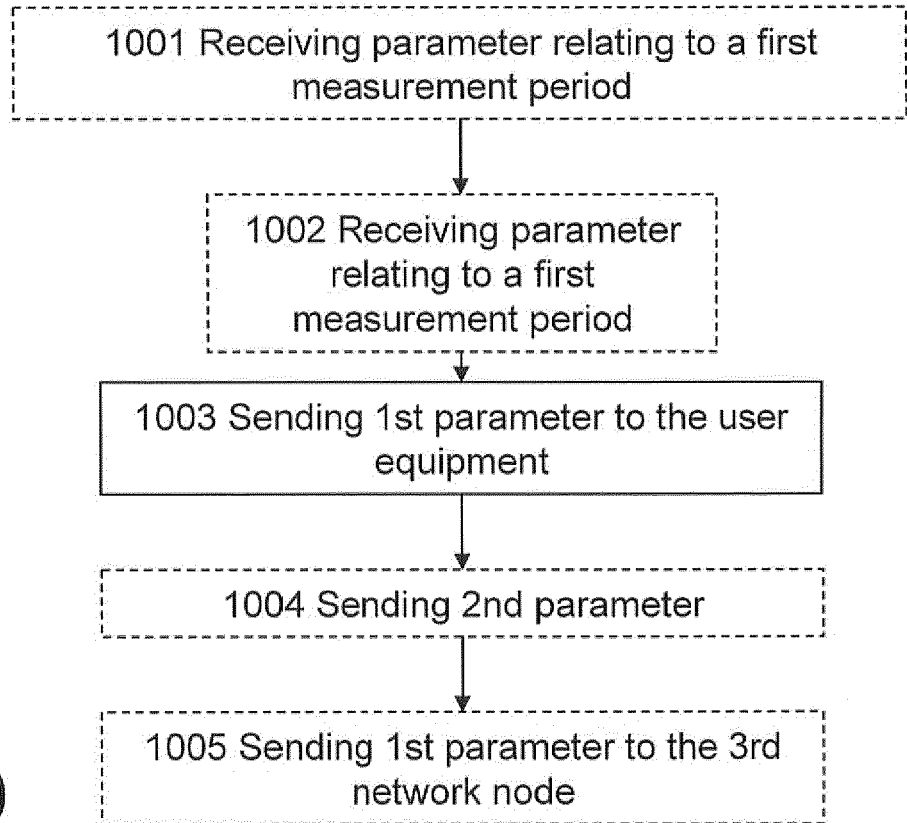 1001 Receiving parameter relating to a first
measurement period
1002 Receiving parameter
relating to a first
measurement period
1003 Sending 1st parameter to the user
equipment
1004 Sending 2nd parameter
1005 Sending 1st parameter to the 3rd
network node